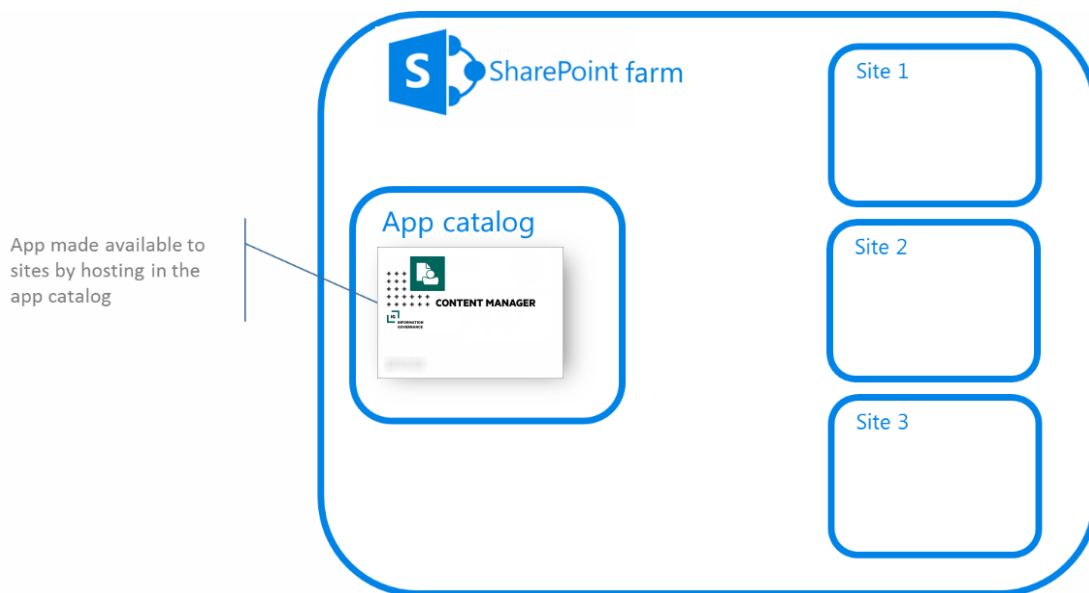 SharePoint farm
Site 1
App catalog
App made available to
sites by hosting in the
app catalog
CONTENT MANAGER
IG
INFORMATION
GOVERNANCE
Site 2
Site 3